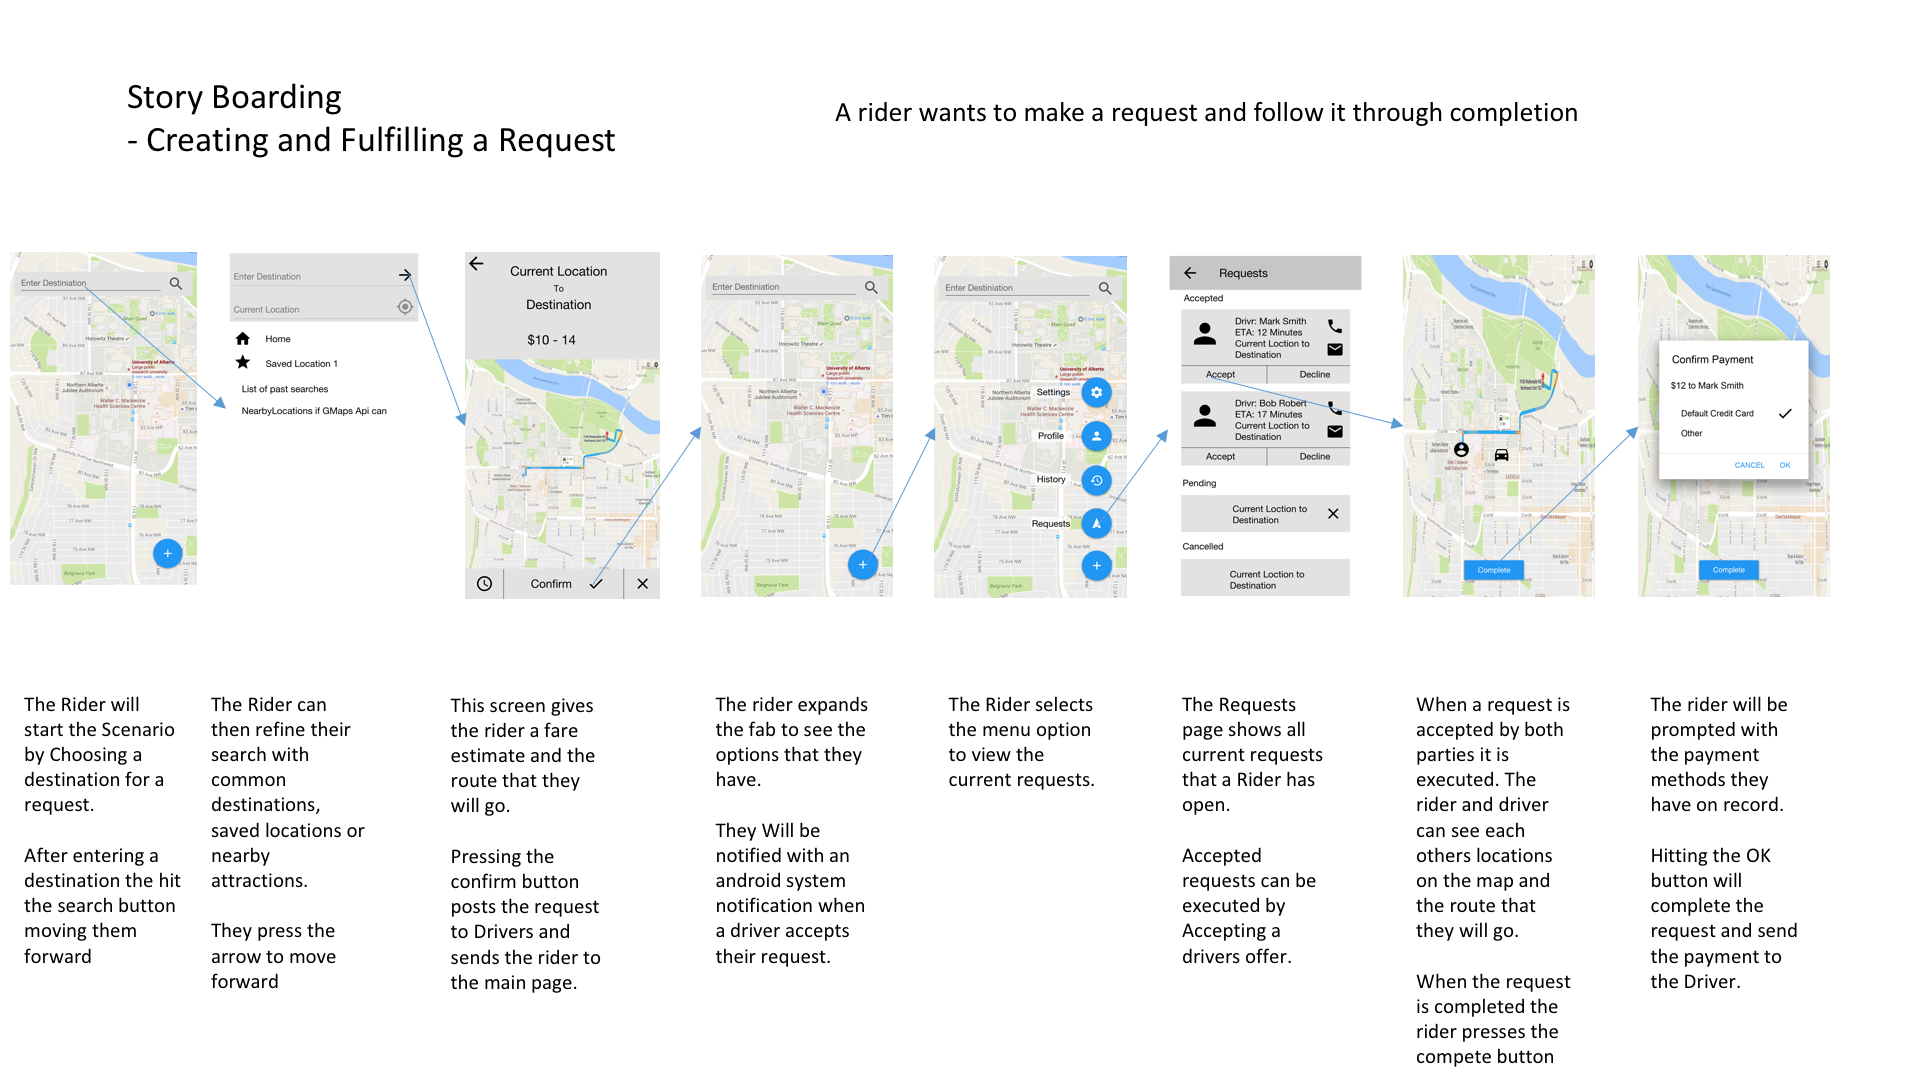 Story Boarding
- Creating and Fulfilling a Request
A rider wants to make a request and follow it through completion
Enter Destiniation
Enter Destination
Current Location
Home
Saved Location 1
List of past searches
NearbyLocations if GMaps Api can
Current Location
To
Destination
$10 - 14
Confirm
Enter Destiniation
Enter Destiniation
Settings
Profile
History
Requests
Requests
Accepted
Drivr: Mark Smith
ETA: 12 Minutes
Current Loction to
Destination
Accept
Decline
Drivr: Bob Robert
ETA: 17 Minutes
Current Loction to
Destination
Accept
Decline
Pending
Current Loction to
Destination
Cancelled
Current Loction to
Destination
Complete
Confirm Payment
$12 to Mark Smith
Default Credit Card
Other
CANCEL OK
Complete
The Rider will
start the Scenario
by Choosing a
destination for a
request.
After entering a
destination the hit
the search button
moving them
forward
The Rider can
then refine their
search with
common
destinations,
saved locations or
nearby
attractions.
They press the
arrow to move
forward
This screen gives
the rider a fare
estimate and the
route that they
will go.
Pressing the
confirm button
posts the request
to Drivers and
sends the rider to
the main page.
The rider expands
the fab to see the
options that they
have.
They Will be
notified with an
android system
notification when
a driver accepts
their request.
The Rider selects
the menu option
to view the
current requests.
The Requests
page shows all
current requests
that a Rider has
open.
Accepted
requests can be
executed by
Accepting a
drivers offer.
When a request is
accepted by both
parties it is
executed. The
rider and driver
can see each
others locations
on the map and
the route that
they will go.
When the request
is completed the
rider presses the
compete button
The rider will be
prompted with
the payment
methods they
have on record.
Hitting the OK
button will
complete the
request and send
the payment to
the Driver.